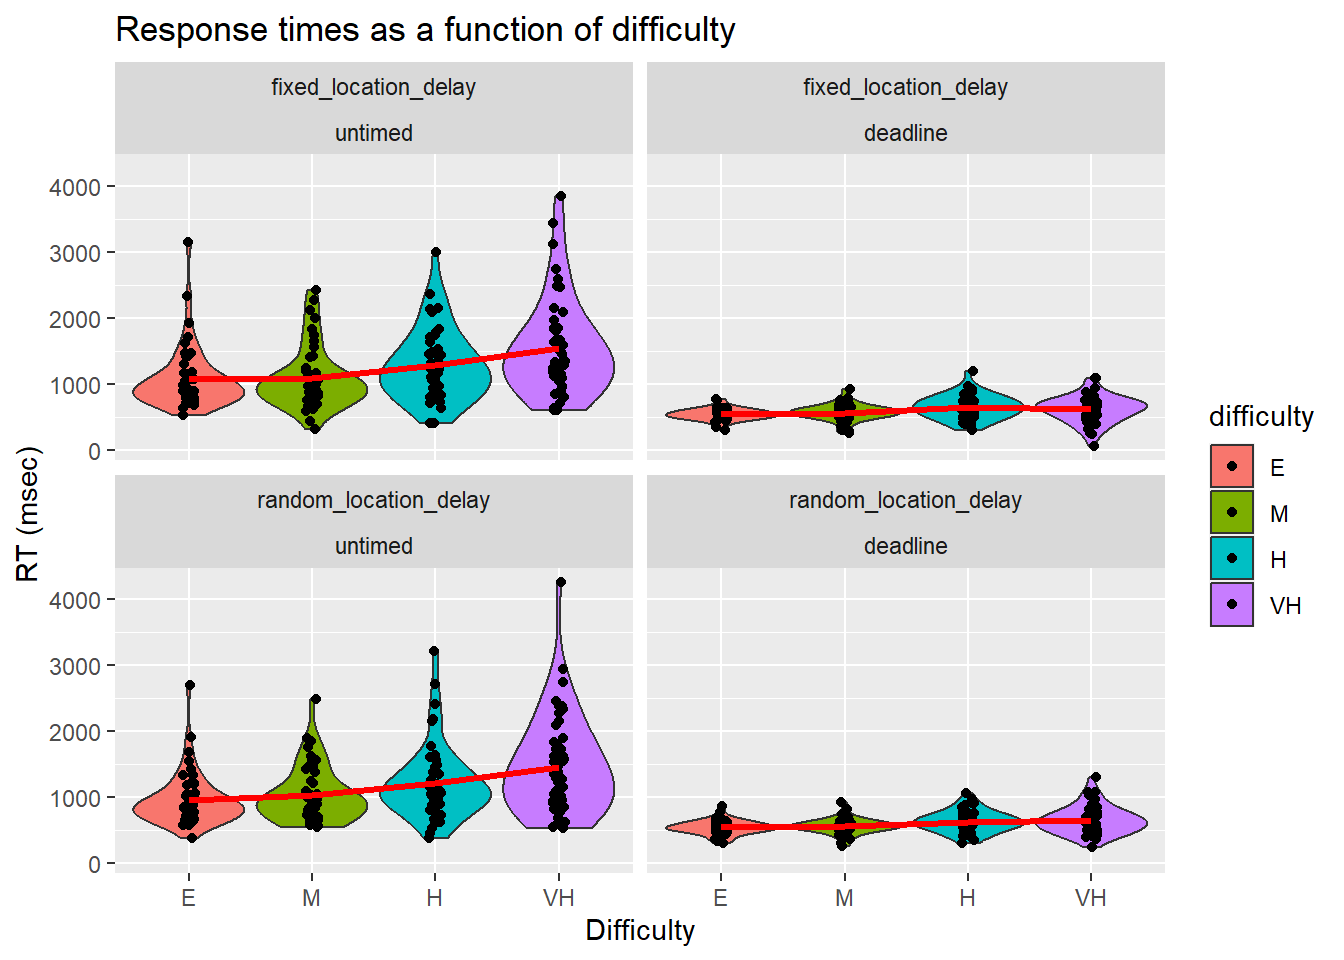 Response times as a function of difficulty
fixed_location_delay
untimed
fixed_location_delay
deadline
4000
3000
2000
1000
0
random_location_delay
untimed
random_location_delay
deadline
4000
3000
2000
1000
0
RT (msec)
E
M
H
VH
E
M
H
VH
Difficulty
difficulty
E
M
H
VH